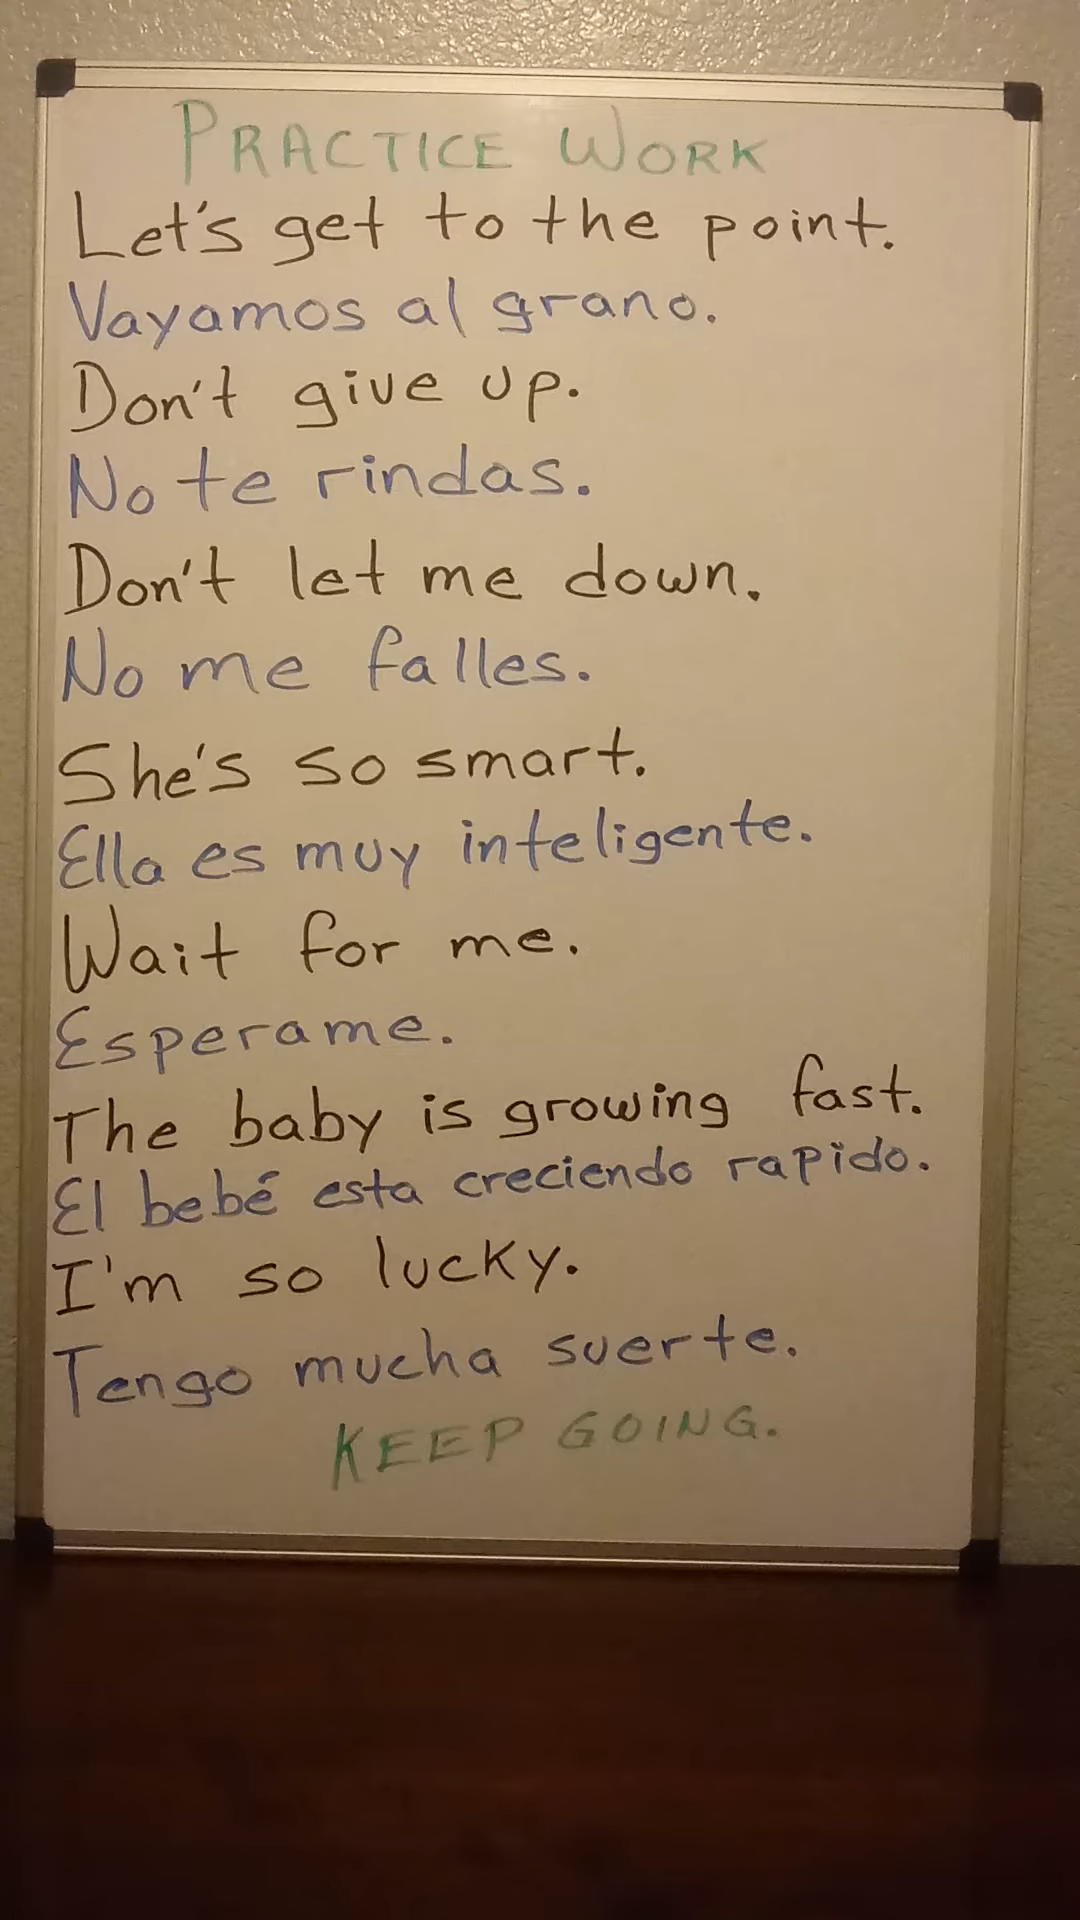 PRACTICE WORK
Let's get to the point.
Vayamos al grano.
Don't give up.
No te rindas.
Don't let me down.
No me falles.
She's so smart.
Ella es muy inteligente.
Wait for me.
Esperame.
The baby is growing fast.
El bebé esta creciendo rapido.
I'm so lucky.
Tengo mucha suerte.
KEEP GOING.